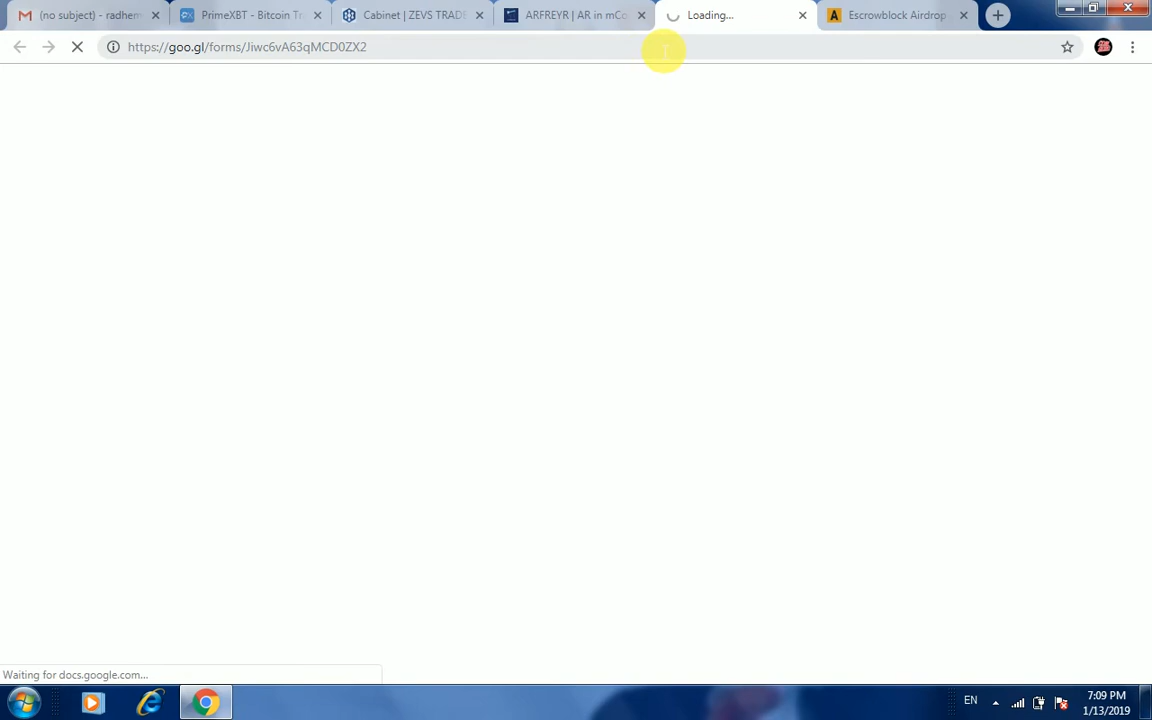 (no subject) - radhem
PrimeXBT - Bitcoin Tr
Cabinet | ZEVS TRADE
ARFREYR | AR in mCo
Loading...
Escrowblock Airdrop
https://goo.gl/forms/Jiwc6vA63qMCD0ZX2
Waiting for docs.google.com...
EN
7:09 PM
1/13/2019